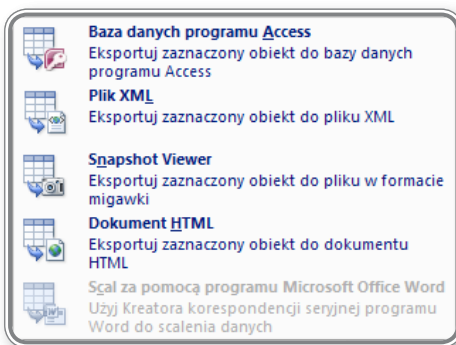 Baza danych programu Access
Eksportuj zaznaczony obiekt do bazy danych
programu Access
Plik XML
Eksportuj zaznaczony obiekt do pliku XML
Snapshot Viewer
Eksportuj zaznaczony obiekt do pliku w formacie
migawki
Dokument HTML
Eksportuj zaznaczony obiekt do dokumentu
HTML
Scal za pomocą programu Microsoft Office Word
Użyj Kreatora korespondencji seryjnej programu
Word do scalenia danych